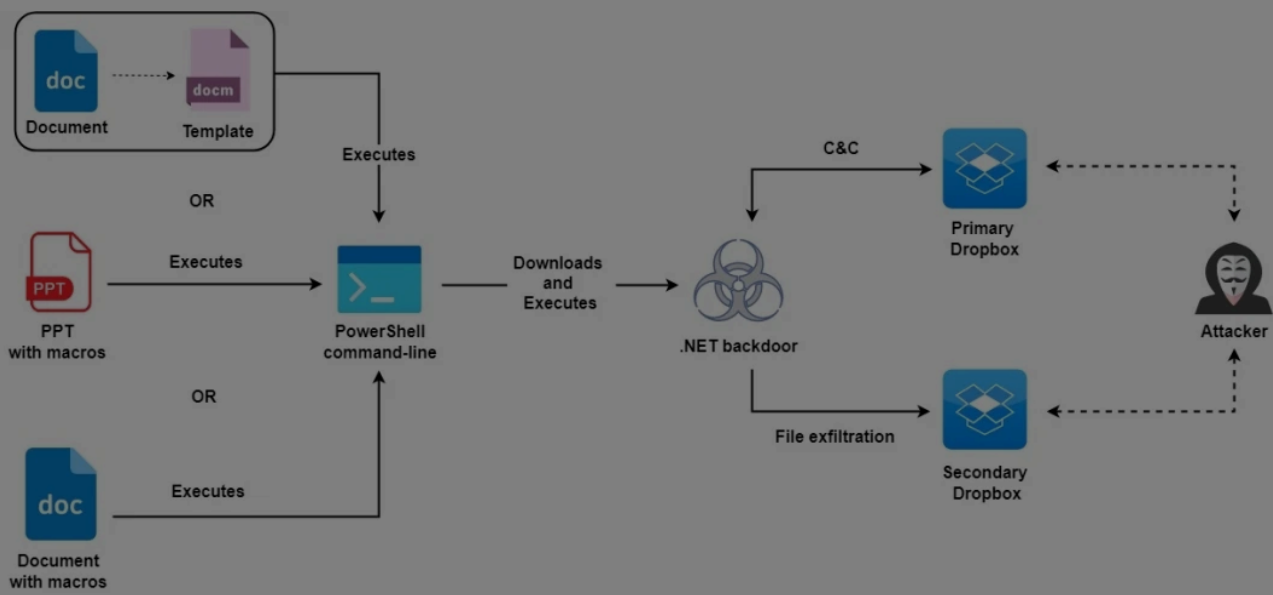 doc
docm
Document
Template
Executes
OR
PPT
PPT
with macros
Executes
PowerShell
command-line
OR
doc
Document
with macros
Executes
Downloads
and
Executes
.NET backdoor
C&C
Primary
Dropbox
File exfiltration
Secondary
Dropbox
Attacker